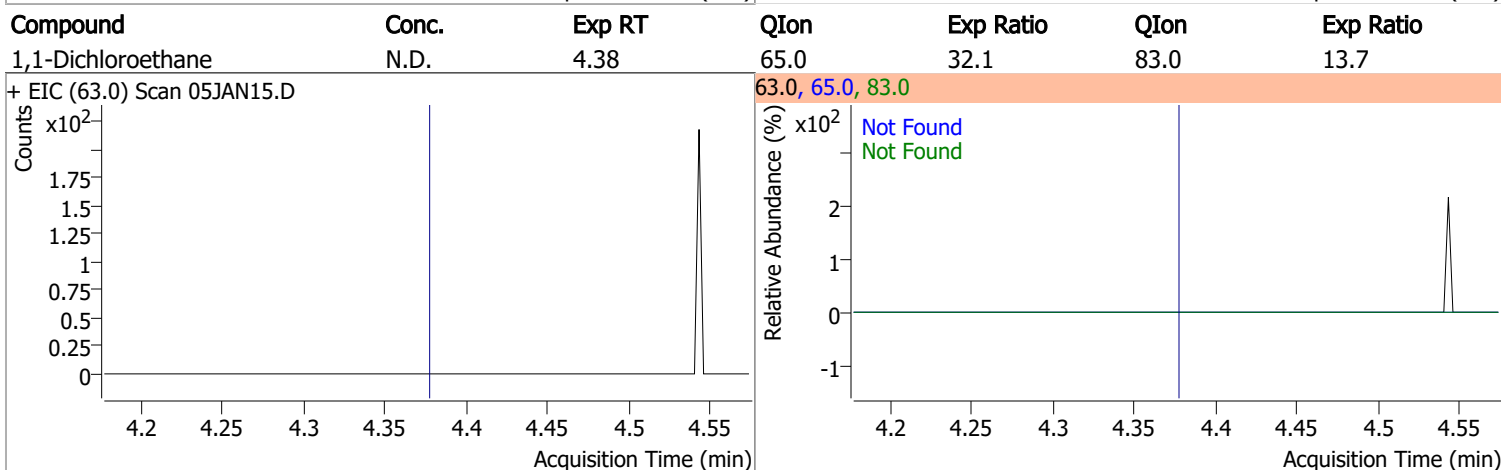 Compound Conc. Exp RT QIon Exp Ratio QIon Exp Ratio
1,1-Dichloroethane N.D. 4.38 65.0 32.1 83.0 13.7
+ EIC (63.0) Scan 05JAN15.D
Counts
x10²
1.75
1.5
1.25
1
0.75
0.5
0.25
0
4.2 4.25 4.3 4.35 4.4 4.45 4.5 4.55
Acquisition Time (min)
63.0, 65.0, 83.0
Relative Abundance (%)
x10²
Not Found
Not Found
2
1
0
-1
4.2 4.25 4.3 4.35 4.4 4.45 4.5 4.55
Acquisition Time (min)